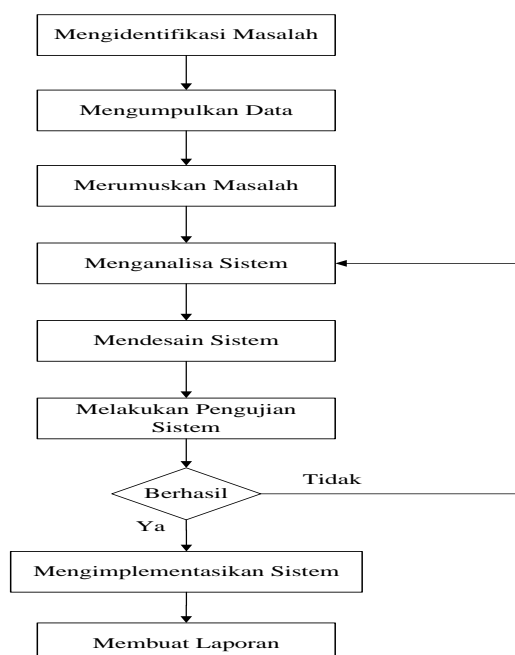 Mengidentifikasi Masalah
Mengumpulkan Data
Merumuskan Masalah
Menganalisa Sistem
Mendesain Sistem
Melakukan Pengujian
Sistem
Berhasil
Tidak
Ya
Mengimplementasikan Sistem
Membuat Laporan